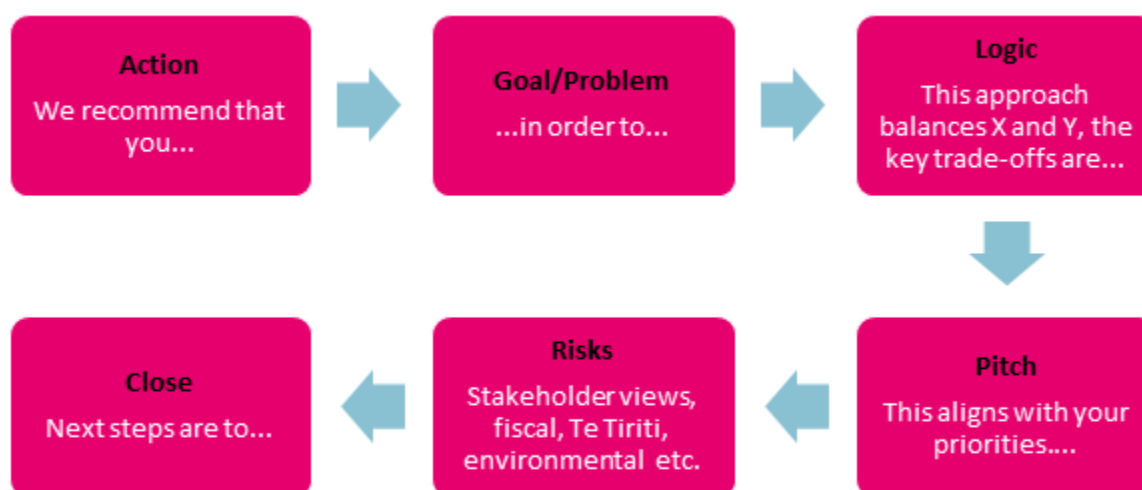 Action
We recommend that
you...
Goal/Problem
...in order to...
Logic
This approach
balances X and Y, the
key trade-offs are...
Pitch
This aligns with your
priorities....
Risks
Stakeholder views,
fiscal, Te Tiriti,
environmental etc.
Close
Next steps are to...